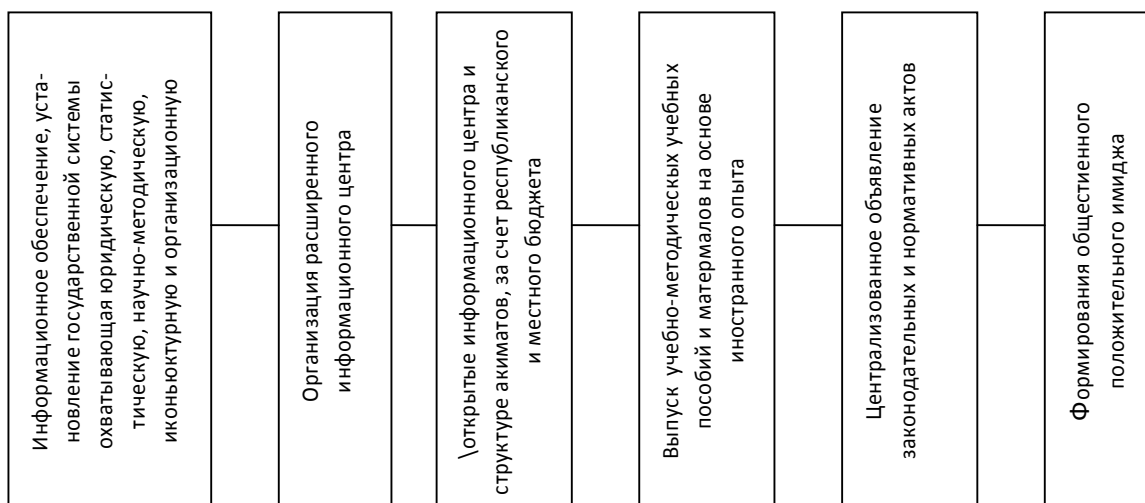 Информационное обеспечение, уста-
новление государственной системы
охватывающая юридическую, статис-
тическую, научно-методическую,
иконьюктурную и организационную
Организация расширенного
информационного центра
\открытые информационного центра и
структуре акиматов, за счет республиканского
и местного бюджета
Выпуск учебно-методических учебных
пособий и матермалов на основе
иностранного опыта
Централизованное объявление
законодательных и нормативных актов
Формирования общестиенного
положительного имиджа